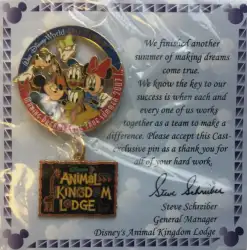 Walt Disney World
ANIMAL
KINGDOM
LODGE
We finished another
summer of making dreams
come true.
We know the key to our
success is when each and
every one of us works
together as a team to make a
difference. Please accept this Cast-
exclusive pin as a thank you for
all of your hard work.
Steve Schreiber
Steve Schreiber
General Manager
Disney's Animal Kingdom Lodge